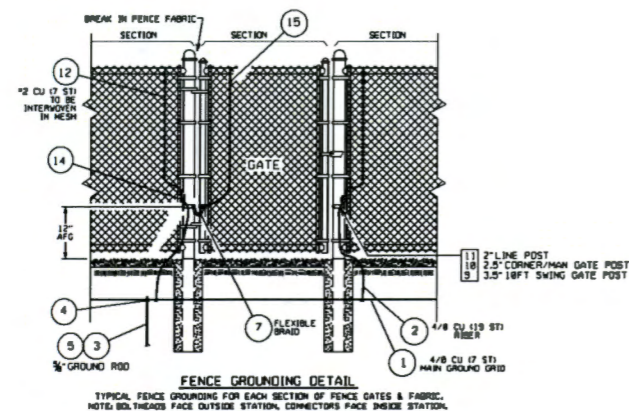 BREAK IN FENCE FABRIC
SECTION SECTION SECTION
15
12
"2 CU (7 ST)
TO BE
INTERWOVEN
IN MESH
14
GATE
12"
AFG
11 2" LINE POST
10 2.5" CORNER/MAN GATE POST
9 3.5" 10FT SWING GATE POST
4
7 FLEXIBLE
BRAID
2 4/0 CU (19 ST)
RISER
5 3
GROUND ROD
1 4/0 CU (7 ST)
MAIN GROUND GRID
FENCE GROUNDING DETAIL
TYPICAL FENCE GROUNDING FOR EACH SECTION OF FENCE GATES & FABRIC.
NOTE: BOLTHEADS FACE OUTSIDE STATION, CONNECTORS FACE INSIDE STATION.